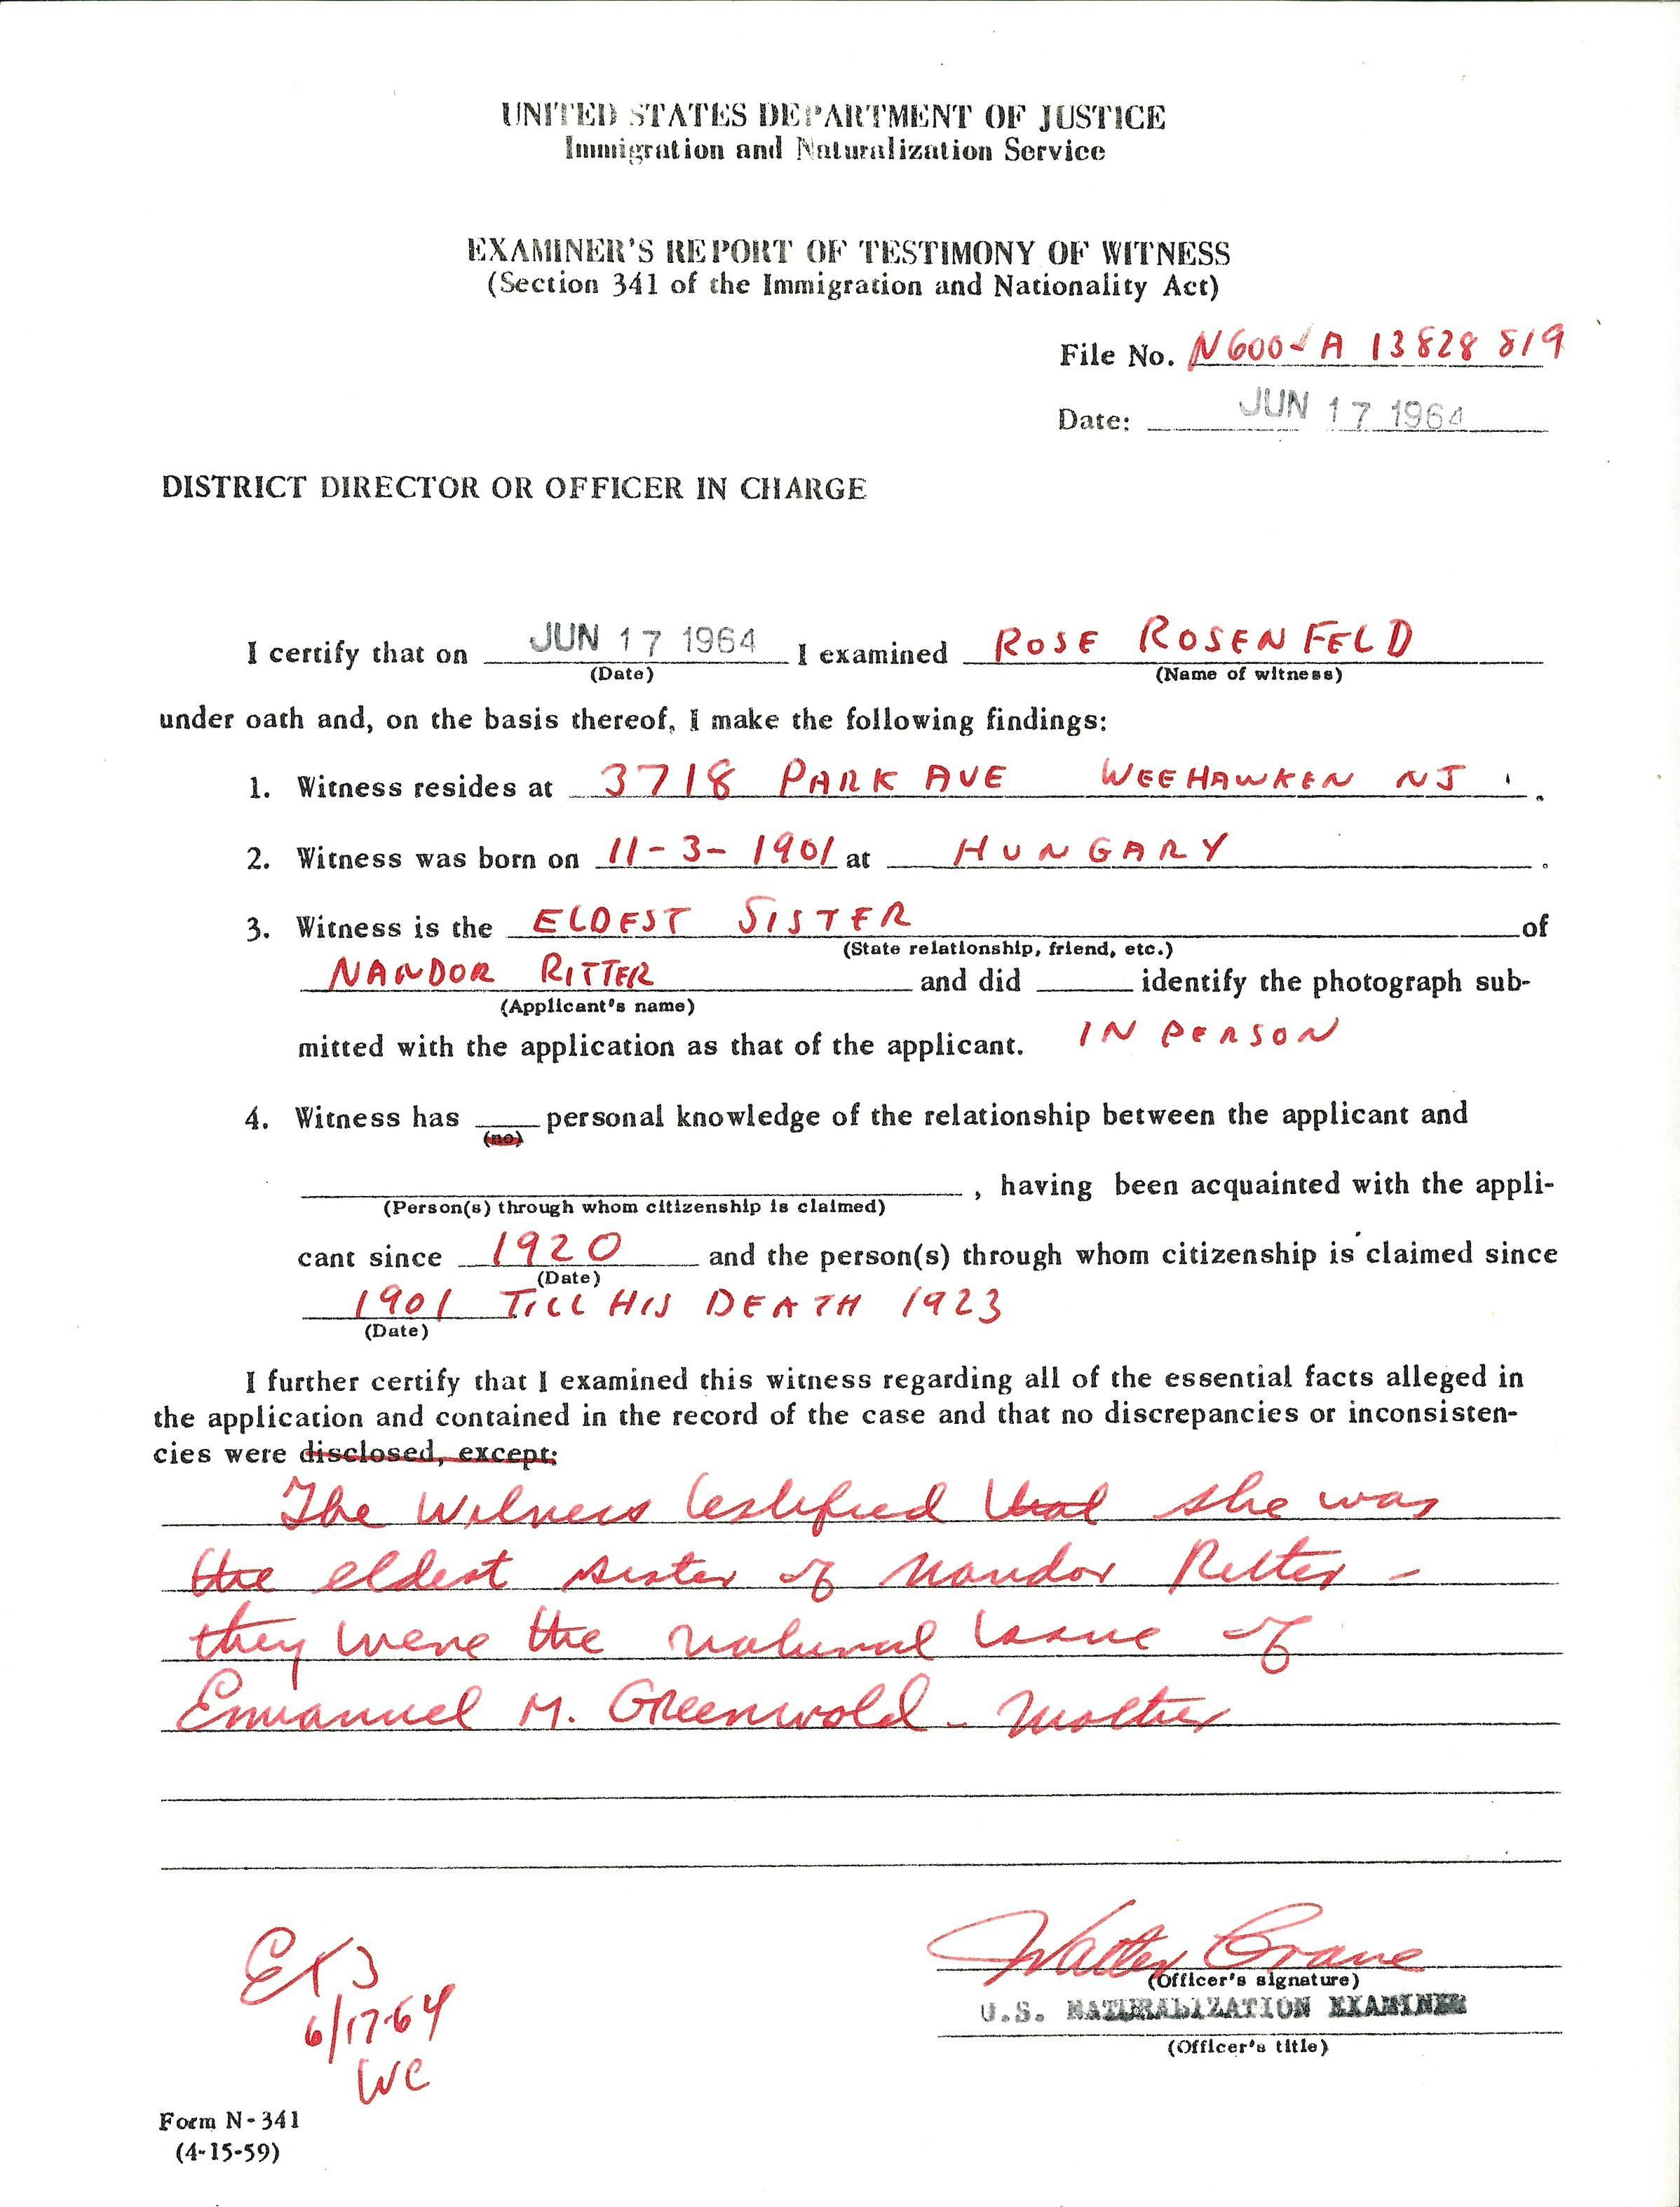 UNITED STATES DEPARTMENT OF JUSTICE
Immigration and Naturalization Service
EXAMINER'S REPORT OF TESTIMONY OF WITNESS
(Section 341 of the Immigration and Nationality Act)
File No. N600-A 13828 819
Date: JUN 17 1964
DISTRICT DIRECTOR OR OFFICER IN CHARGE
I certify that on JUN 17 1964 I examined ROSE ROSENFELD
(Date) (Name of witness)
under oath and, on the basis thereof, I make the following findings:
1. Witness resides at 3718 PARK AVE WEEHAWKEN NJ .
2. Witness was born on 11-3-1901 at HUNGARY .
3. Witness is the ELDEST SISTER of
(State relationship, friend, etc.)
NANDOR RITTER and did ____ identify the photograph sub-
(Applicant's name)
mitted with the application as that of the applicant. IN PERSON
4. Witness has ___ personal knowledge of the relationship between the applicant and
(no)
____ , having been acquainted with the appli-
(Person(s) through whom citizenship is claimed)
cant since 1920 and the person(s) through whom citizenship is claimed since
(Date)
1901 TILL HIS DEATH 1923
(Date)
I further certify that I examined this witness regarding all of the essential facts alleged in
the application and contained in the record of the case and that no discrepancies or inconsisten-
cies were disclosed, except:
The Witness testified that she was
the eldest sister of Nandor Ritter -
they were the natural issue of
Emmanuel M. Greenwold - Mother
Walter Crane
(Officer's signature)
U.S. NATURALIZATION EXAMINER
(Officer's title)
Ex 3
6/17-64
WC
Form N-341
(4-15-59)